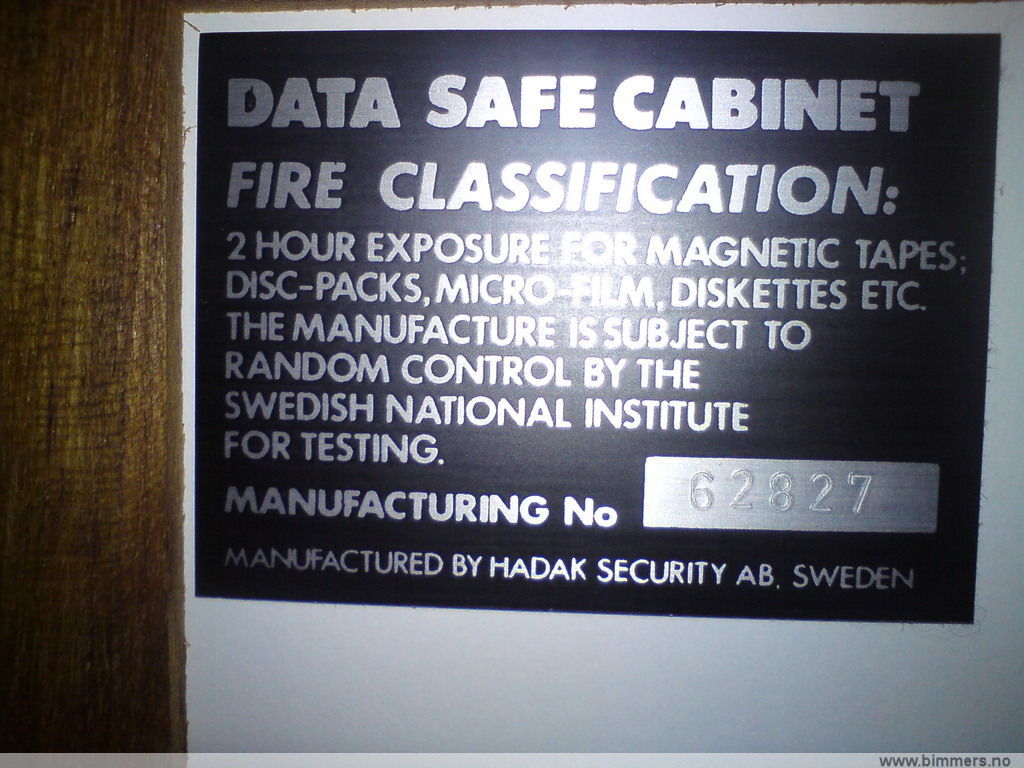 DATA SAFE CABINET
FIRE CLASSIFICATION:
2 HOUR EXPOSURE FOR MAGNETIC TAPES;
DISC-PACKS, MICRO-FILM, DISKETTES ETC.
THE MANUFACTURE IS SUBJECT TO
RANDOM CONTROL BY THE
SWEDISH NATIONAL INSTITUTE
FOR TESTING.
MANUFACTURING No 62827
MANUFACTURED BY HADAK SECURITY AB. SWEDEN
www.bimmers.no